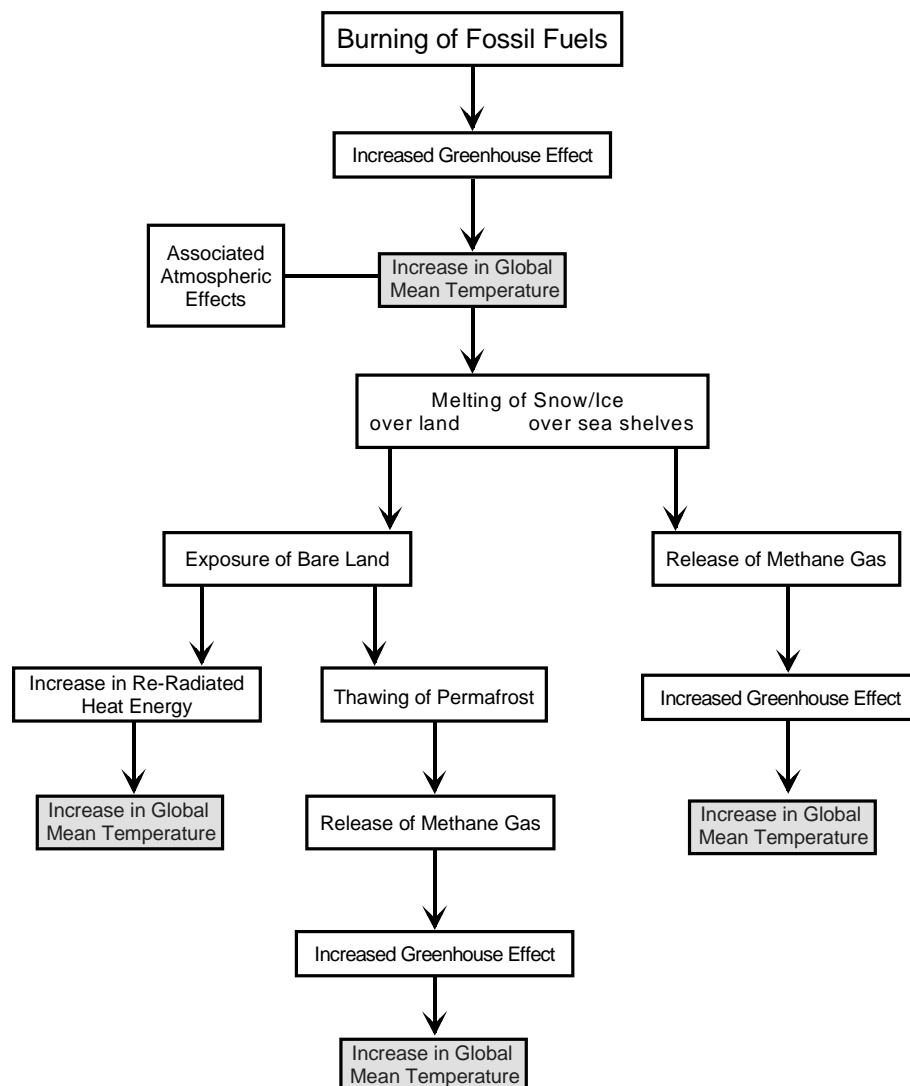 Burning of Fossil Fuels
Increased Greenhouse Effect
Associated
Atmospheric
Effects
Increase in Global
Mean Temperature
Melting of Snow/Ice
over land over sea shelves
Exposure of Bare Land
Release of Methane Gas
Increase in Re-Radiated
Heat Energy
Thawing of Permafrost
Increased Greenhouse Effect
Increase in Global
Mean Temperature
Release of Methane Gas
Increase in Global
Mean Temperature
Increased Greenhouse Effect
Increase in Global
Mean Temperature